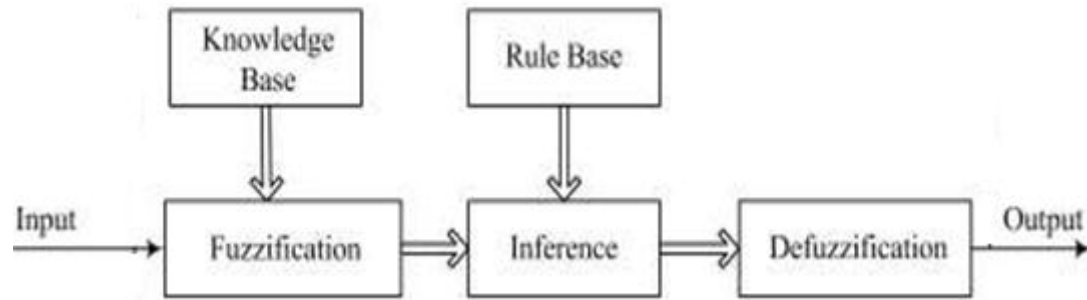 Knowledge
Base
Rule Base
Input
Fuzzification
Inference
Defuzzification
Output